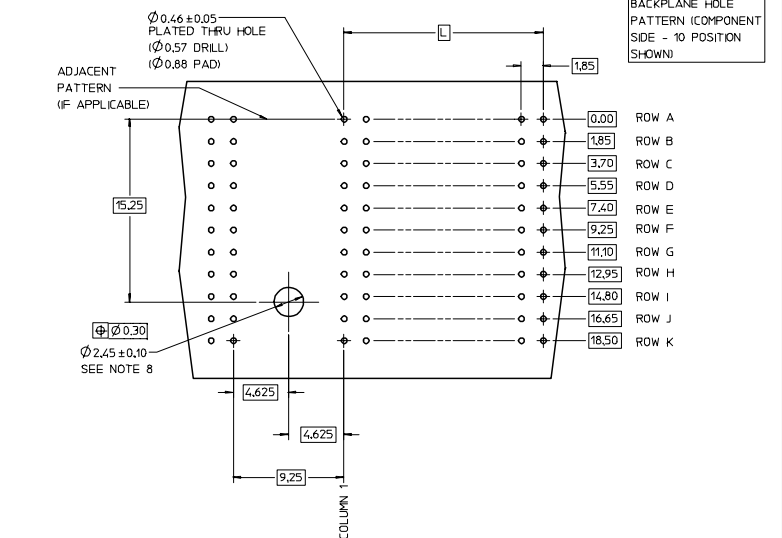 BACKPLANE HOLE
PATTERN (COMPONENT
SIDE - 10 POSITION
SHOWN)
Ø0.46 ±0.05
PLATED THRU HOLE
(Ø0.57 DRILL)
(Ø0.88 PAD)
L
1.85
ADJACENT
PATTERN
(IF APPLICABLE)
0.00 ROW A
1.85 ROW B
3.70 ROW C
5.55 ROW D
15.25
7.40 ROW E
9.25 ROW F
11.10 ROW G
12.95 ROW H
14.80 ROW I
16.65 ROW J
18.50 ROW K
⌖ Ø0.30
Ø2.45 ±0.10
SEE NOTE 8
4.625
4.625
9.25
COLUMN 1